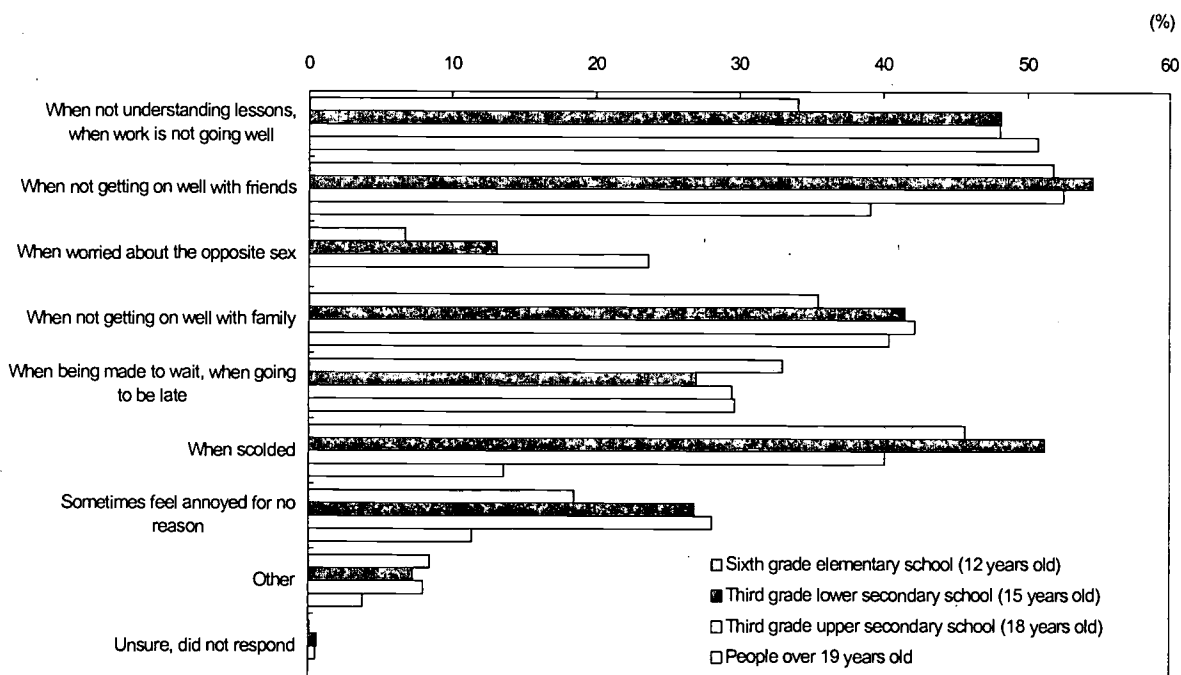 (%)
0 10 20 30 40 50 60
When not understanding lessons,
when work is not going well
When not getting on well with friends
When worried about the opposite sex
When not getting on well with family
When being made to wait, when going
to be late
When scolded
Sometimes feel annoyed for no
reason
Other
Unsure, did not respond
Sixth grade elementary school (12 years old)
Third grade lower secondary school (15 years old)
Third grade upper secondary school (18 years old)
People over 19 years old